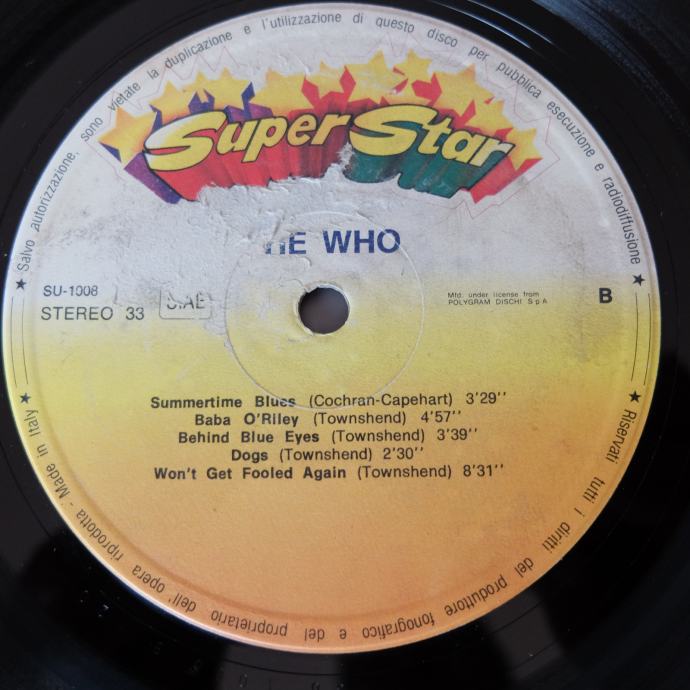 Salvo autorizzazione, sono vietate la duplicazione e l'utilizzazione di questo disco per pubblica esecuzione e radiodiffusione
Super Star
WHO
SU-1008
STEREO 33
Mfd. under license from
POLYGRAM DISCHI S p A
B
Summertime Blues (Cochran-Capehart) 3'29''
Baba O'Riley (Townshend) 4'57''
Behind Blue Eyes (Townshend) 3'39''
Dogs (Townshend) 2'30''
Won't Get Fooled Again (Townshend) 8'31''
Riservati tutti i diritti del produttore fonografico e del proprietario dell'opera riprodotta - Made in Italy